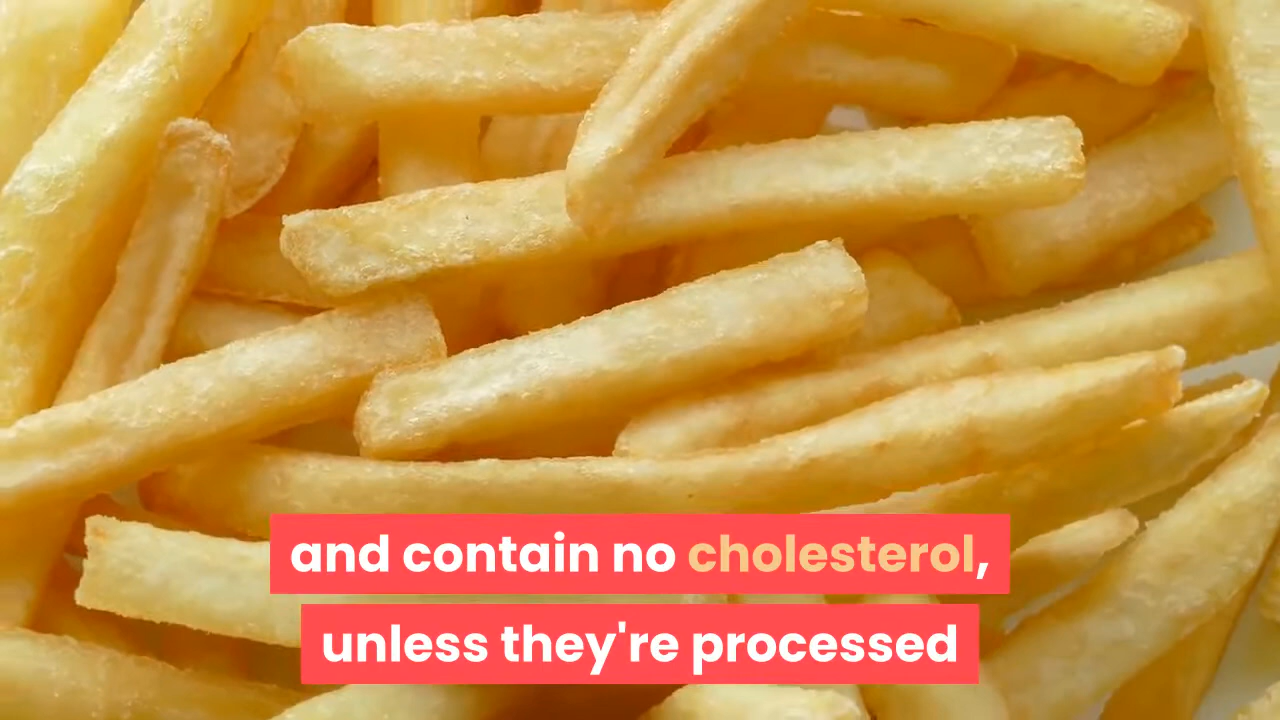 and contain no cholesterol,
unless they're processed